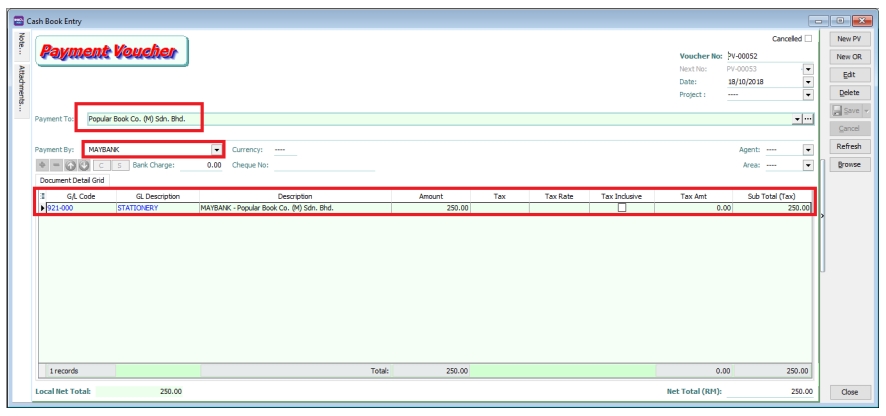 Cash Book Entry
Note...
Attachments...
Payment Voucher
Cancelled
Voucher No: PV-00052
Next No: PV-00053
Date: 18/10/2018
Project : ----
Payment To: Popular Book Co. (M) Sdn. Bhd.
Payment By: MAYBANK Currency: ---- Agent: ----
C S Bank Charge: 0.00 Cheque No: Area: ----
Document Detail Grid
G/L Code GL Description Description Amount Tax Tax Rate Tax Inclusive Tax Amt Sub Total (Tax)
921-000 STATIONERY MAYBANK - Popular Book Co. (M) Sdn. Bhd. 250.00 0.00 250.00
1 records Total: 250.00 0.00 250.00
Local Net Total: 250.00 Net Total (RM): 250.00
New PV
New OR
Edit
Delete
Save
Cancel
Refresh
Browse
Close